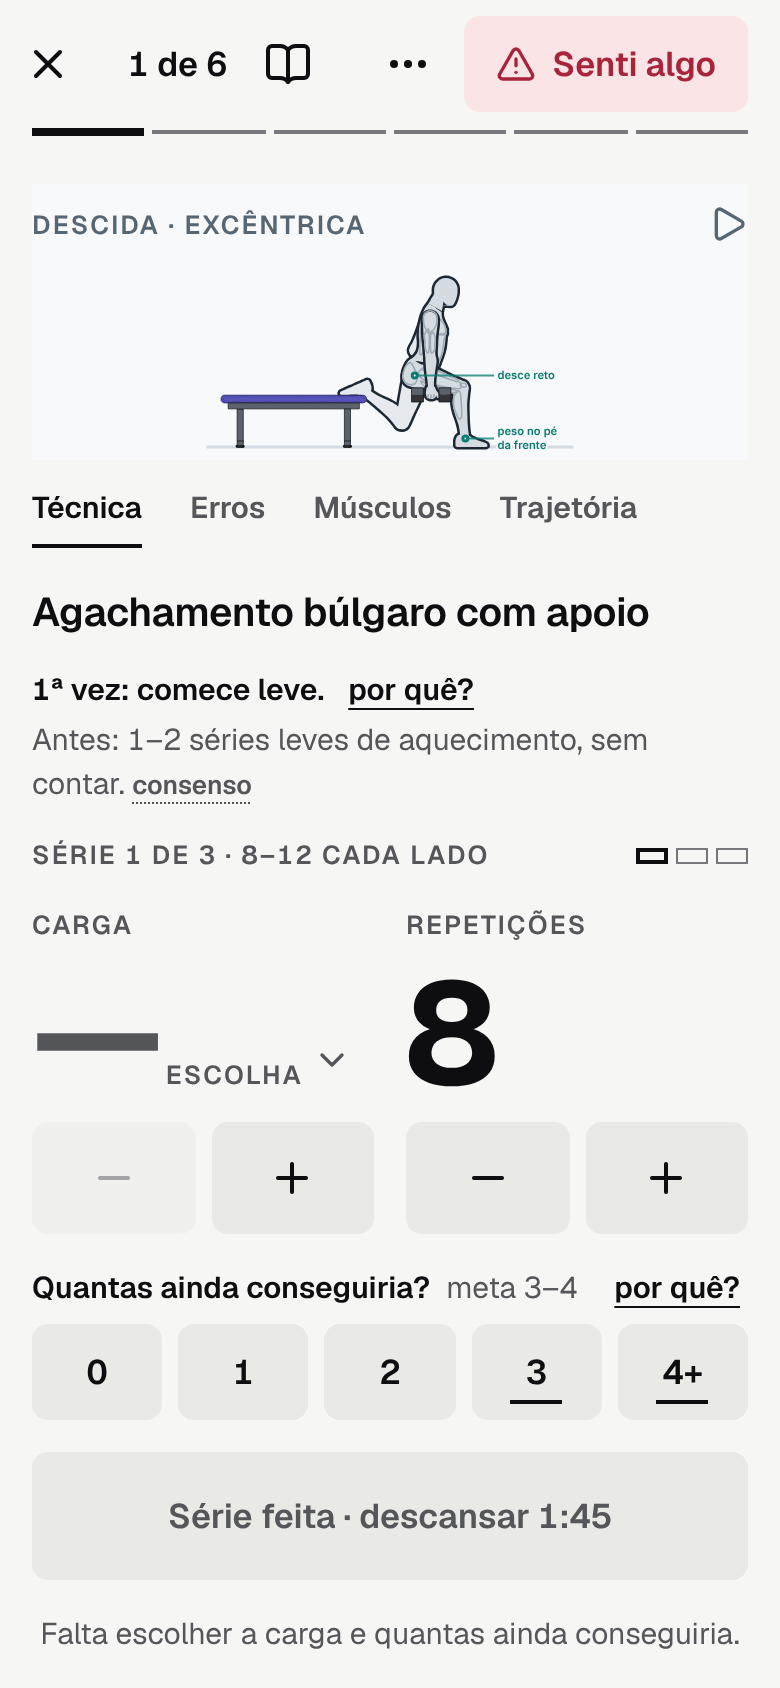 1 de 6
Senti algo
DESCIDA · EXCÊNTRICA
desce reto
peso no pé
da frente
Técnica Erros Músculos Trajetória
Agachamento búlgaro com apoio
1ª vez: comece leve. por quê?
Antes: 1–2 séries leves de aquecimento, sem
contar. consenso
SÉRIE 1 DE 3 · 8–12 CADA LADO
CARGA REPETIÇÕES
— ESCOLHA 8
− + − +
Quantas ainda conseguiria? meta 3–4 por quê?
0 1 2 3 4+
Série feita · descansar 1:45
Falta escolher a carga e quantas ainda conseguiria.